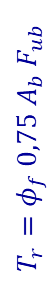 T_r = ϕ_f 0,75 A_b F_ub